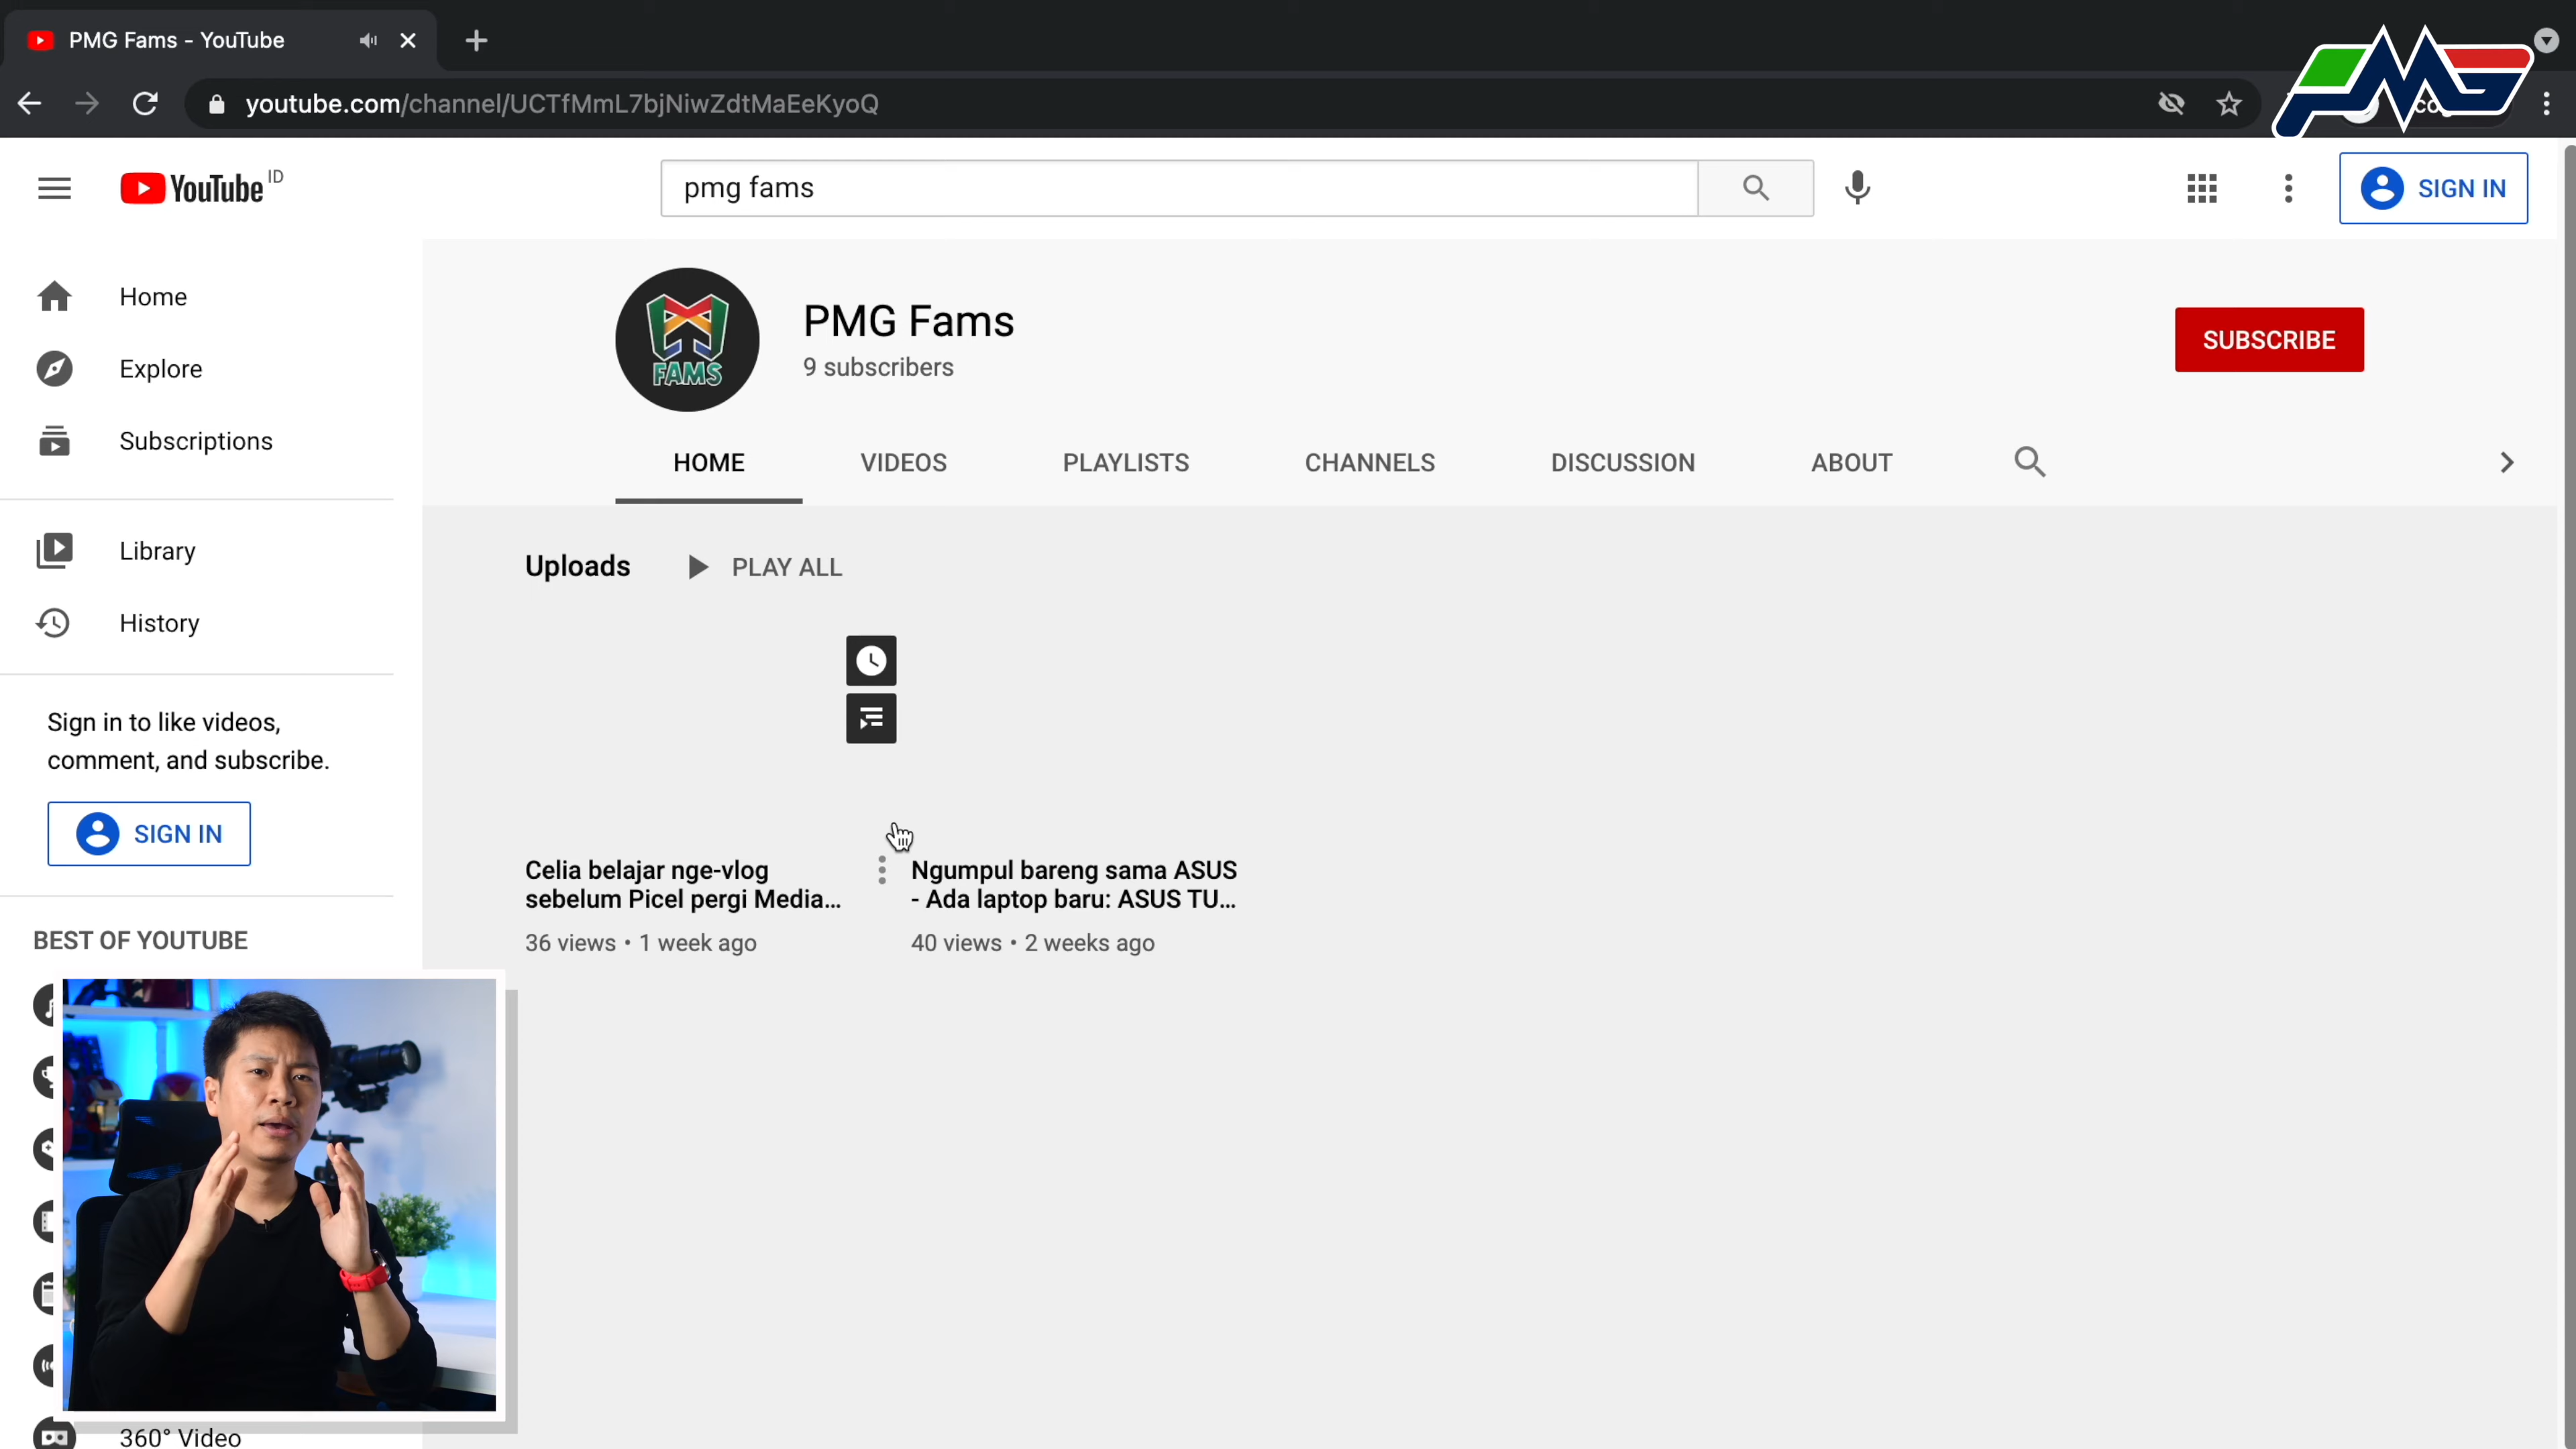 PMG Fams - YouTube
PMG
youtube.com/channel/UCTfMmL7bjNiwZdtMaEeKyoQ
YouTube ID
pmg fams
SIGN IN
Home
Explore
Subscriptions
Library
History
Sign in to like videos,
comment, and subscribe.
SIGN IN
BEST OF YOUTUBE
360° Video
FAMS
PMG Fams
9 subscribers
SUBSCRIBE
HOME
VIDEOS
PLAYLISTS
CHANNELS
DISCUSSION
ABOUT
Uploads
PLAY ALL
Celia belajar nge-vlog
sebelum Picel pergi Media...
36 views • 1 week ago
Ngumpul bareng sama ASUS
- Ada laptop baru: ASUS TU...
40 views • 2 weeks ago